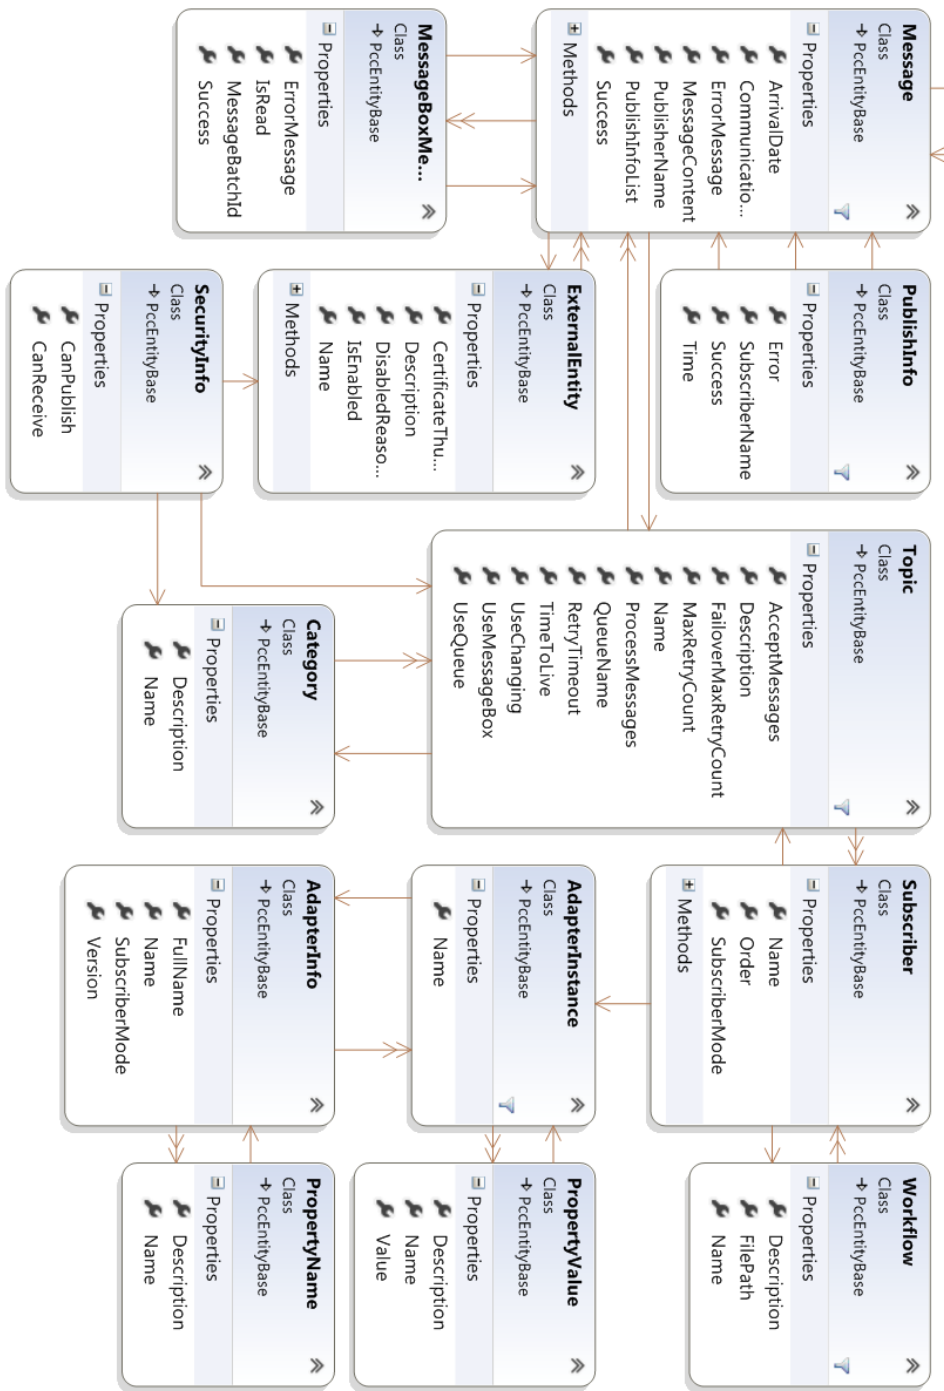 Message
Class
PccEntityBase
Properties
ArrivalDate
Communicatio...
ErrorMessage
MessageContent
PublisherName
PublishInfoList
Success
Methods
MessageBoxMe...
Class
PccEntityBase
Properties
ErrorMessage
IsRead
MessageBatchId
Success
PublishInfo
Class
PccEntityBase
Properties
Error
SubscriberName
Success
Time
ExternalEntity
Class
PccEntityBase
Properties
CertificateThu...
Description
DisabledReaso...
IsEnabled
Name
Methods
SecurityInfo
Class
PccEntityBase
Properties
CanPublish
CanReceive
Topic
Class
PccEntityBase
Properties
AcceptMessages
Description
FailoverMaxRetryCount
MaxRetryCount
Name
ProcessMessages
QueueName
RetryTimeout
TimeToLive
UseChanging
UseMessageBox
UseQueue
Category
Class
PccEntityBase
Properties
Description
Name
Subscriber
Class
PccEntityBase
Properties
Name
Order
SubscriberMode
Methods
AdapterInstance
Class
PccEntityBase
Properties
Name
AdapterInfo
Class
PccEntityBase
Properties
FullName
Name
SubscriberMode
Version
Workflow
Class
PccEntityBase
Properties
Description
FilePath
Name
PropertyValue
Class
PccEntityBase
Properties
Description
Name
Value
PropertyName
Class
PccEntityBase
Properties
Description
Name